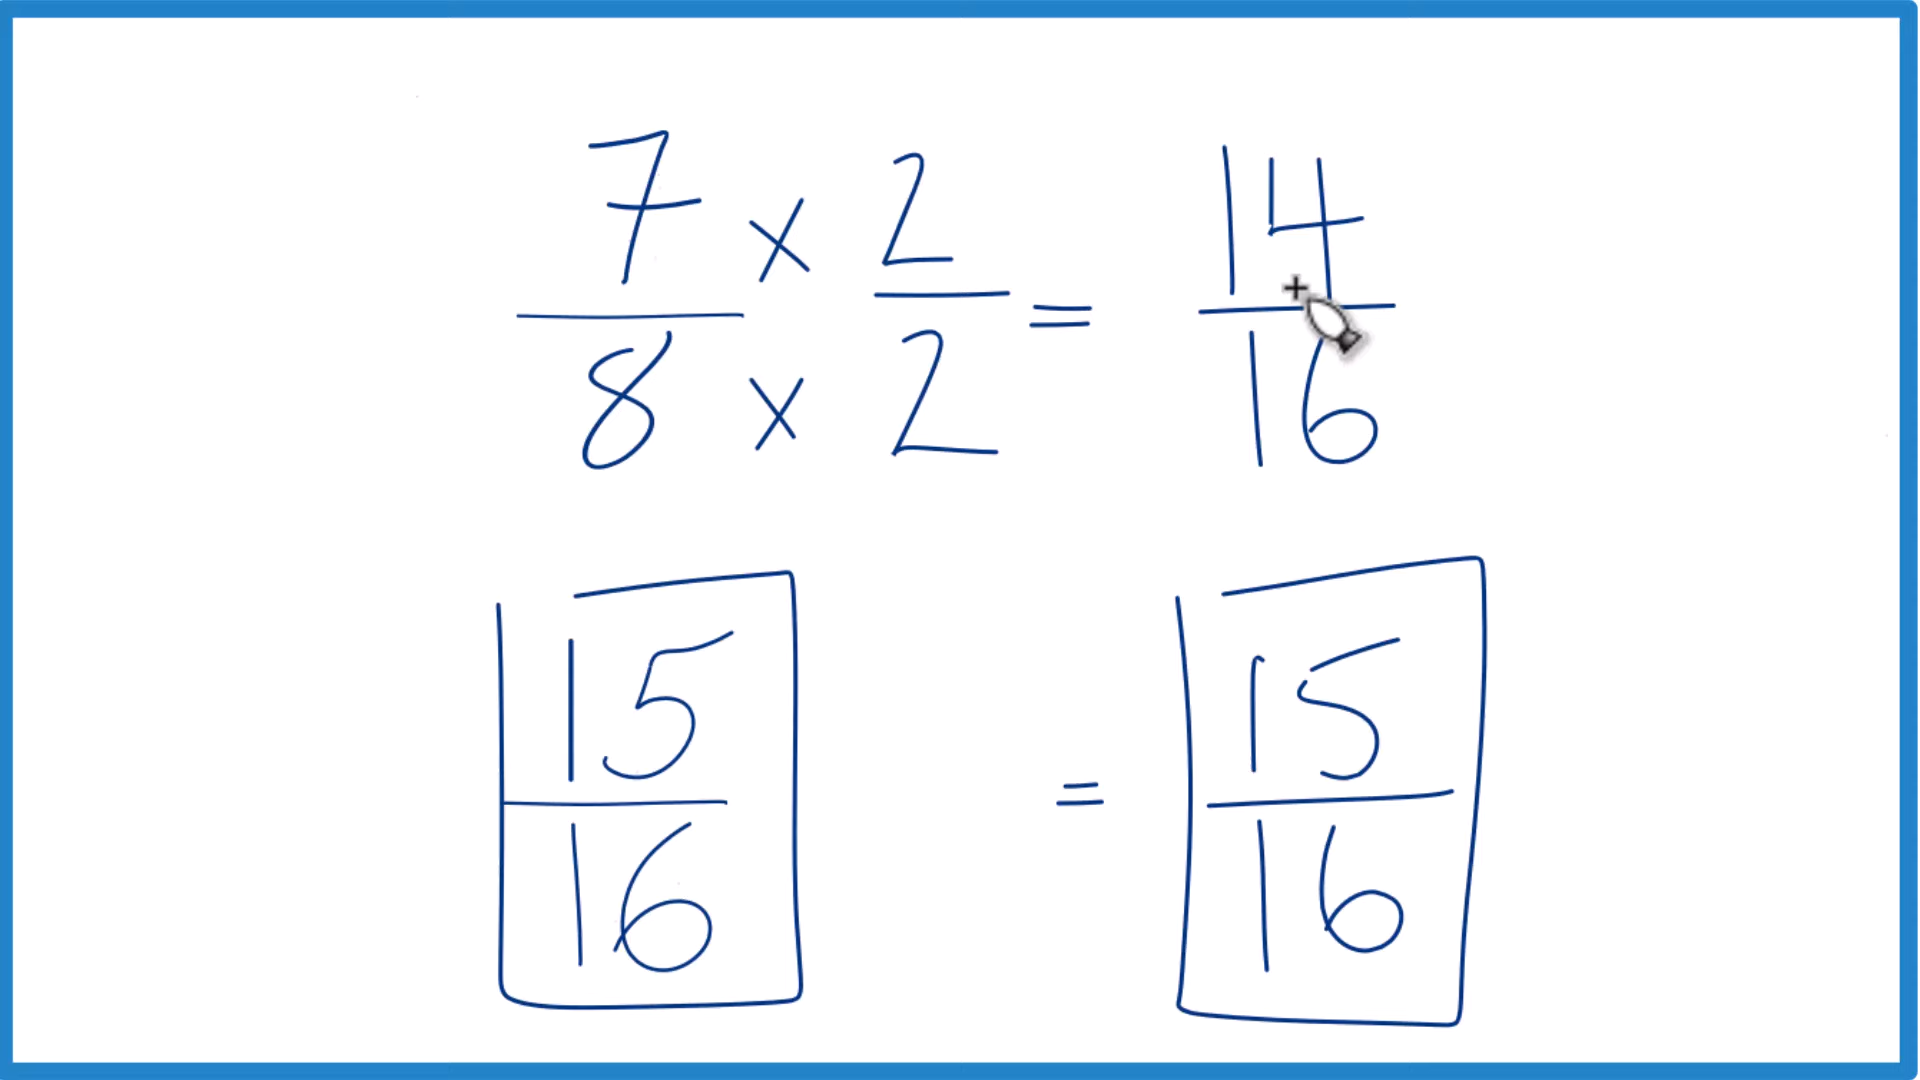 7/8 × 2/2 = 14/16
15/16 = 15/16